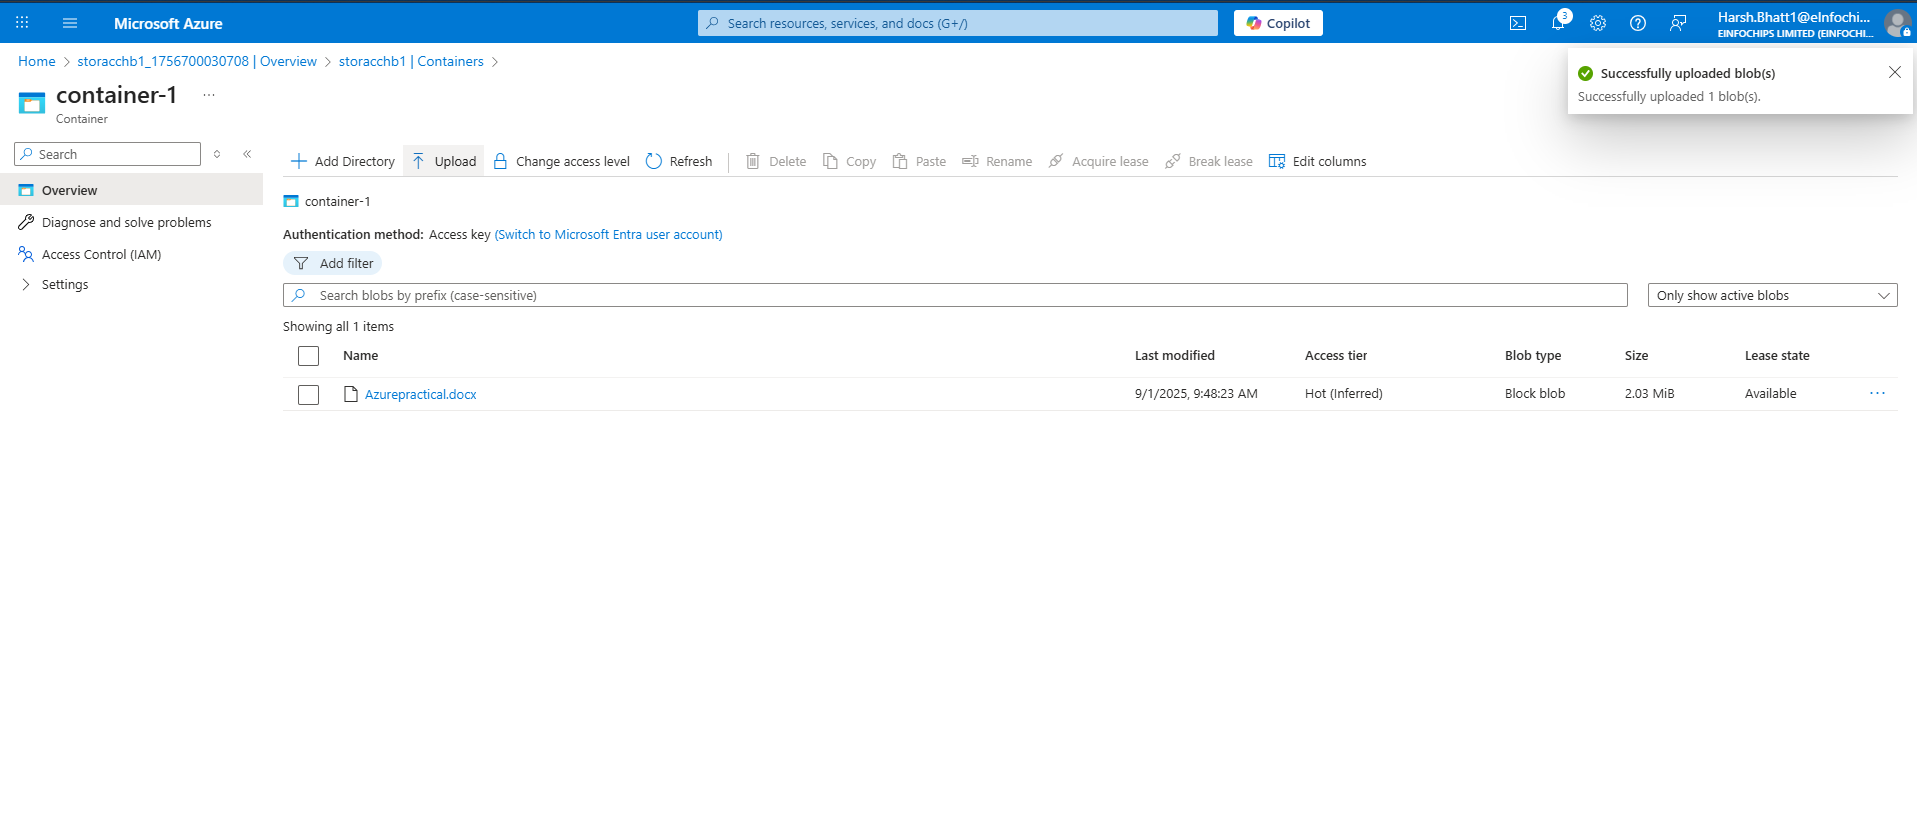 Microsoft Azure
Search resources, services, and docs (G+/)
Copilot
3
Harsh.Bhatt1@eInfochi...
EINFOCHIPS LIMITED (EINFOCHI...
Home > storacchb1_1756700030708 | Overview > storacchb1 | Containers >
Successfully uploaded blob(s)
Successfully uploaded 1 blob(s).
container-1 ...
Container
Search
Overview
Diagnose and solve problems
Access Control (IAM)
Settings
Add Directory Upload Change access level Refresh Delete Copy Paste Rename Acquire lease Break lease Edit columns
container-1
Authentication method: Access key (Switch to Microsoft Entra user account)
Add filter
Search blobs by prefix (case-sensitive)
Only show active blobs
Showing all 1 items
Name Last modified Access tier Blob type Size Lease state
Azurepractical.docx 9/1/2025, 9:48:23 AM Hot (Inferred) Block blob 2.03 MiB Available ...